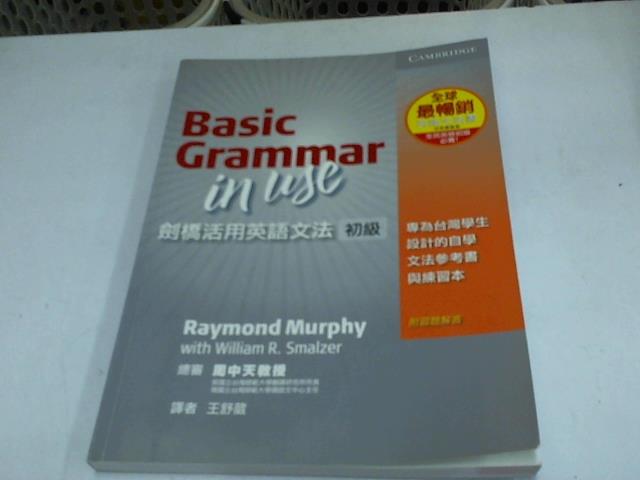 CAMBRIDGE
全球
最暢銷
必備！
Basic
Grammar
in use
劍橋活用英語文法 初級
專為台灣學生
設計的自學
文法參考書
與練習本
附習題解答
Raymond Murphy
with William R. Smalzer
總審 周中天教授
譯者 王舒葳